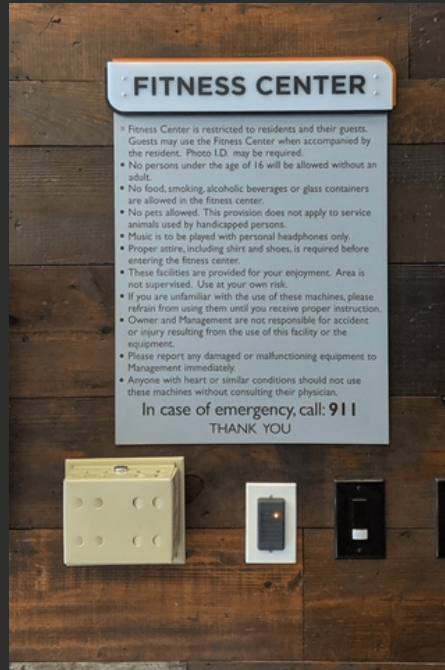 FITNESS CENTER
• Fitness Center is restricted to residents and their guests.
Guests may use the Fitness Center when accompanied by
the resident. Photo I.D. may be required.
• No persons under the age of 16 will be allowed without an
adult.
• No food, smoking, alcoholic beverages or glass containers
are allowed in the fitness center.
• No pets allowed. This provision does not apply to service
animals used by handicapped persons.
• Music is to be played with personal headphones only.
• Proper attire, including shirt and shoes, is required before
entering the fitness center.
• These facilities are provided for your enjoyment. Area is
not supervised. Use at your own risk.
• If you are unfamiliar with the use of these machines, please
refrain from using them until you receive proper instruction.
• Owner and Management are not responsible for accident
or injury resulting from the use of this facility or the
equipment.
• Please report any damaged or malfunctioning equipment to
Management immediately.
• Anyone with heart or similar conditions should not use
these machines without consulting their physician.
In case of emergency, call: 911
THANK YOU